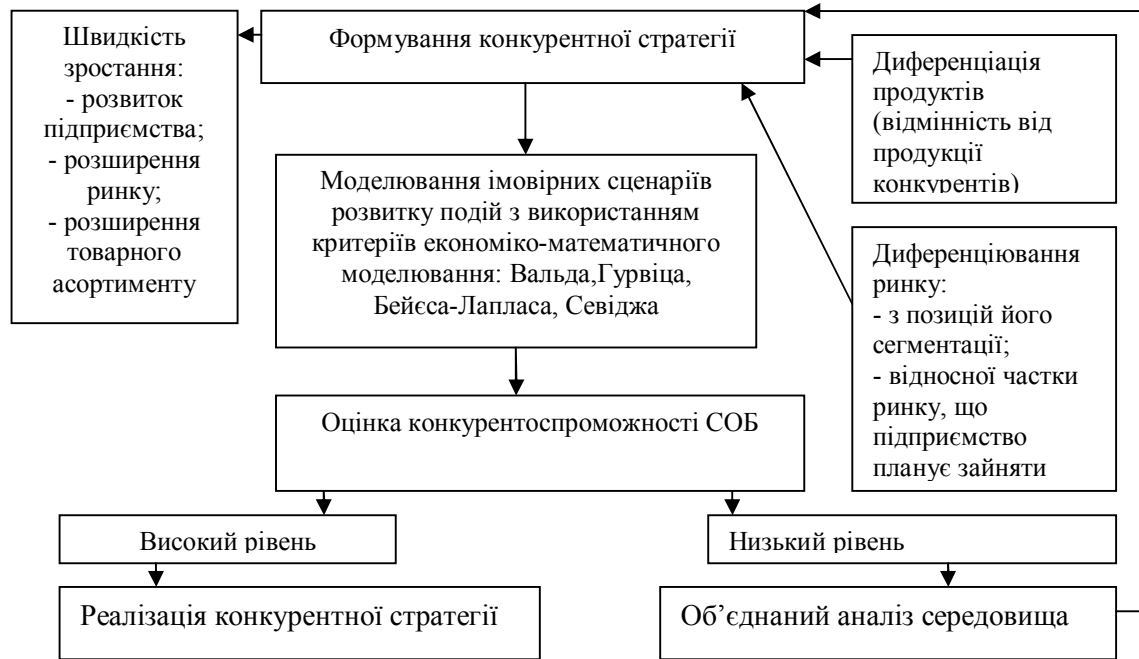 Швидкість
зростання:
- розвиток
підприємства;
- розширення
ринку;
- розширення
товарного
асортименту
Формування конкурентної стратегії
Диференціація
продуктів
(відмінність від
продукції
конкурентів)
Моделювання імовірних сценаріїв
розвитку подій з використанням
критеріїв економіко-математичного
моделювання: Вальда,Гурвіца,
Бейєса-Лапласа, Севіджа
Диференціювання
ринку:
- з позицій його
сегментації;
- відносної частки
ринку, що
підприємство
планує зайняти
Оцінка конкурентоспроможності СОБ
Високий рівень
Низький рівень
Реалізація конкурентної стратегії
Об’єднаний аналіз середовища